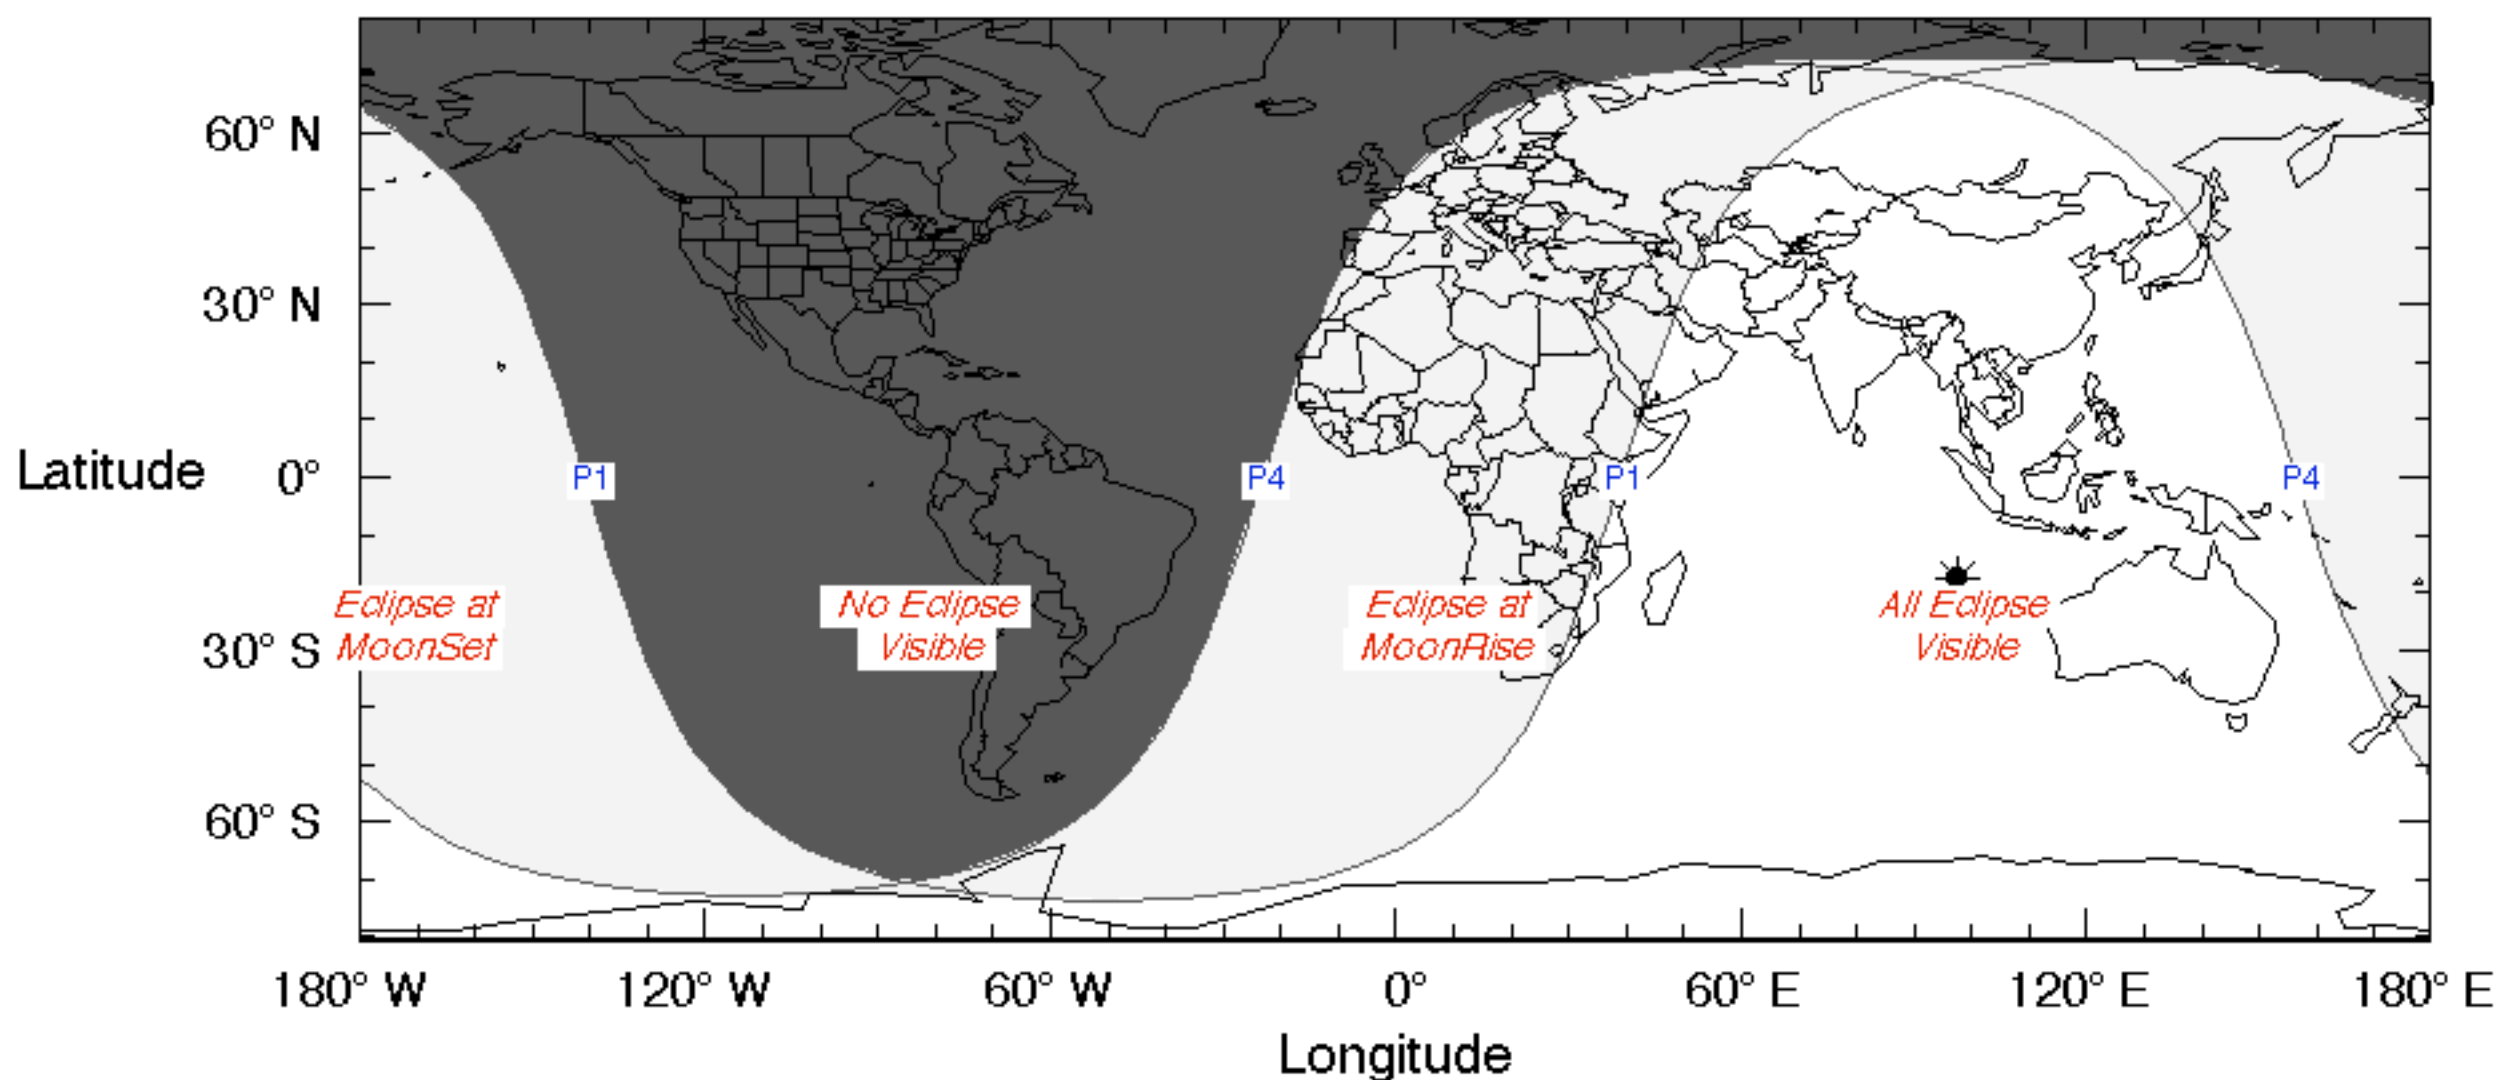 60° N
30° N
Latitude
0°
P1
P4
P1
P4
Eclipse at
MoonSet
No Eclipse
Visible
Eclipse at
MoonRise
All Eclipse
Visible
30° S
60° S
180° W
120° W
60° W
0°
60° E
120° E
180° E
Longitude